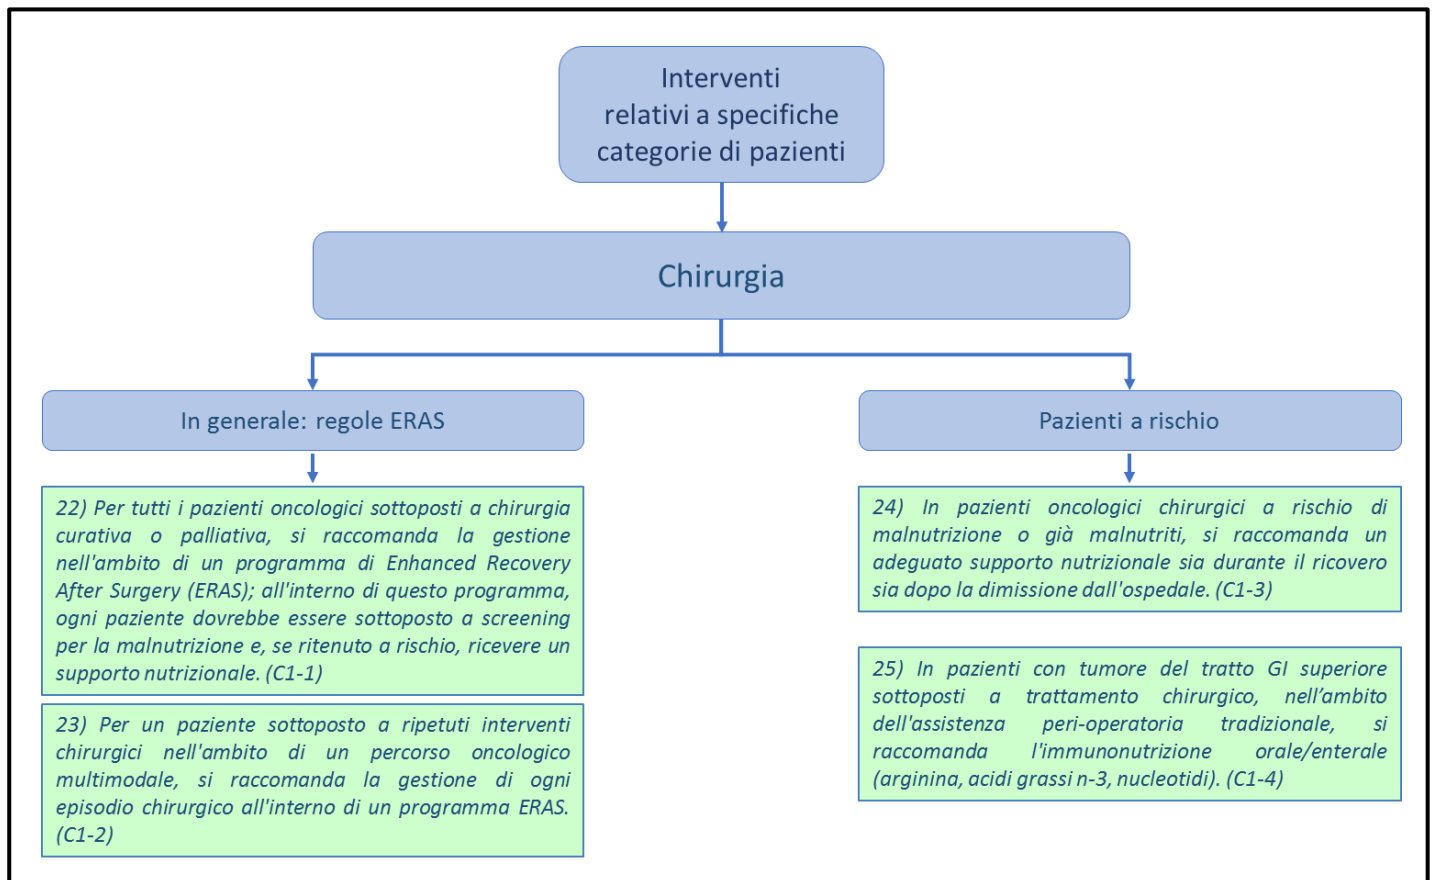 Interventi
relativi a specifiche
categorie di pazienti
Chirurgia
In generale: regole ERAS
22) Per tutti i pazienti oncologici sottoposti a chirurgia
curativa o palliativa, si raccomanda la gestione
nell'ambito di un programma di Enhanced Recovery
After Surgery (ERAS); all'interno di questo programma,
ogni paziente dovrebbe essere sottoposto a screening
per la malnutrizione e, se ritenuto a rischio, ricevere un
supporto nutrizionale. (C1-1)
23) Per un paziente sottoposto a ripetuti interventi
chirurgici nell'ambito di un percorso oncologico
multimodale, si raccomanda la gestione di ogni
episodio chirurgico all'interno di un programma ERAS.
(C1-2)
Pazienti a rischio
24) In pazienti oncologici chirurgici a rischio di
malnutrizione o già malnutriti, si raccomanda un
adeguato supporto nutrizionale sia durante il ricovero
sia dopo la dimissione dall'ospedale. (C1-3)
25) In pazienti con tumore del tratto GI superiore
sottoposti a trattamento chirurgico, nell’ambito
dell'assistenza peri-operatoria tradizionale, si
raccomanda l'immunonutrizione orale/enterale
(arginina, acidi grassi n-3, nucleotidi). (C1-4)